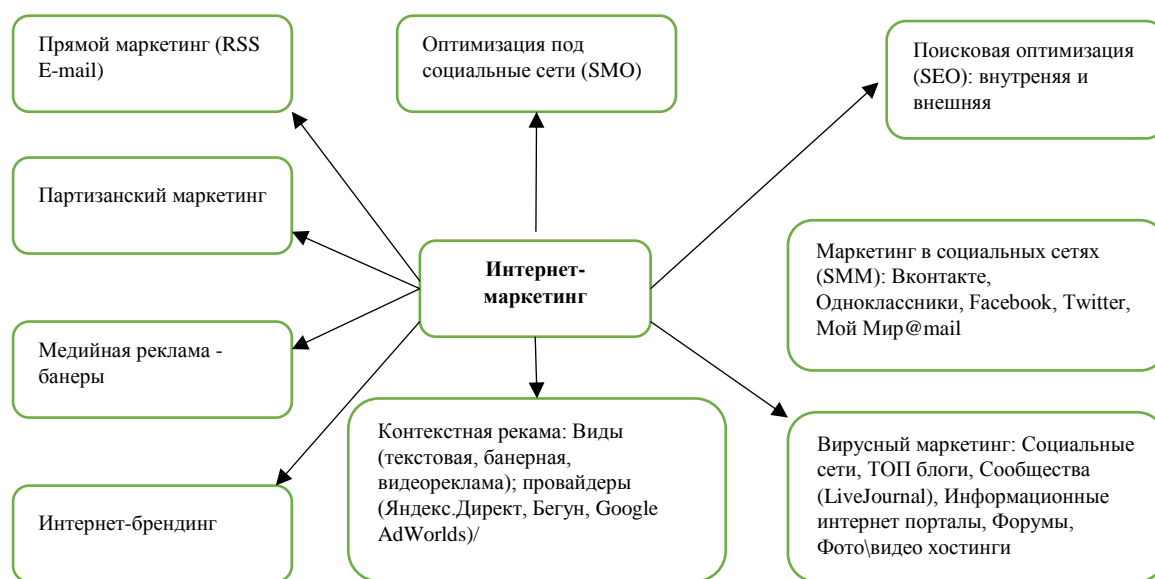 Прямой маркетинг (RSS
E-mail)
Оптимизация под
социальные сети (SMO)
Поисковая оптимизация
(SEO): внутреняя и
внешняя
Партизанский маркетинг
Интернет-
маркетинг
Маркетинг в социальных сетях
(SMM): Вконтакте,
Одноклассники, Facebook, Twitter,
Мой Мир@mail
Медийная реклама -
банеры
Контекстная рекама: Виды
(текстовая, банерная,
видеореклама); провайдеры
(Яндекс.Директ, Бегун, Google
AdWorlds)/
Вирусный маркетинг: Социальные
сети, ТОП блоги, Сообщества
(LiveJournal), Информационные
интернет порталы, Форумы,
Фото\видео хостинги
Интернет-брендинг